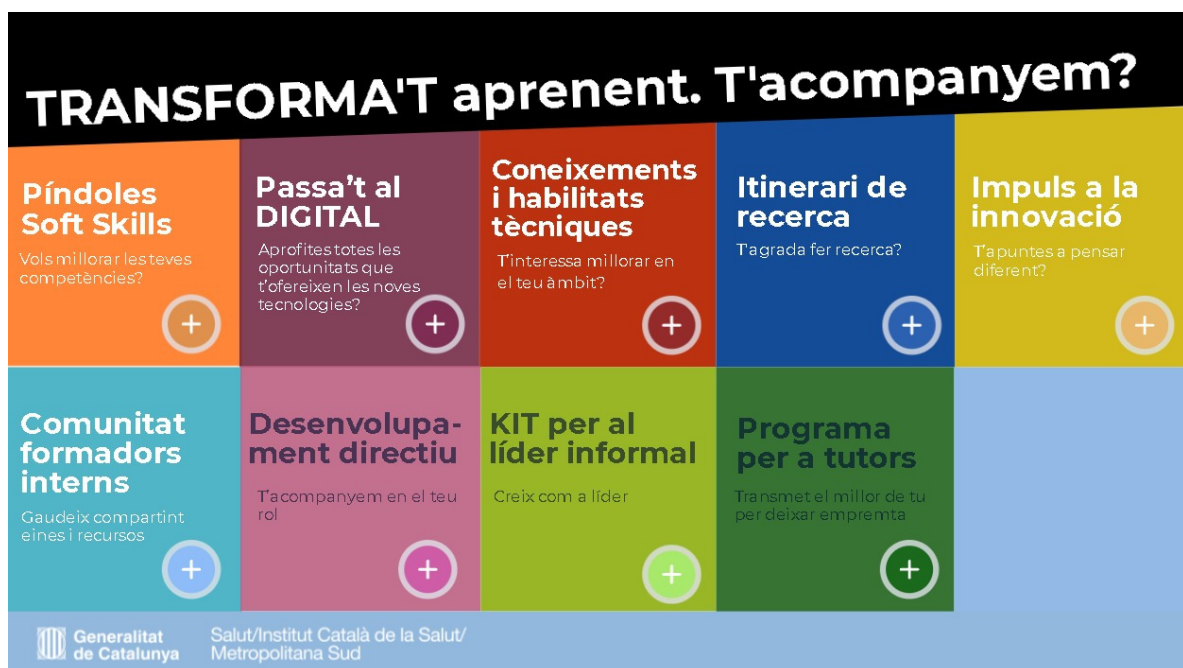 TRANSFORMA'T aprenent. T'acompanyem?
Píndoles
Soft Skills
Vols millorar les teves
competències?
Passa't al
DIGITAL
Aprofites totes les
oportunitats que
t'ofereixen les noves
tecnologies?
Coneixements
i habilitats
tècniques
T'interessa millorar en
el teu àmbit?
Itinerari de
recerca
T'agrada fer recerca?
Impuls a la
innovació
T'apuntes a pensar
diferent?
Comunitat
formadors
interns
Gaudeix compartint
eines i recursos
Desenvolupa-
ment directiu
T'acompanyem en el teu
rol
KIT per al
líder informal
Creix com a líder
Programa
per a tutors
Transmet el millor de tu
per deixar empremta
Generalitat
de Catalunya
Salut/Institut Català de la Salut/
Metropolitana Sud